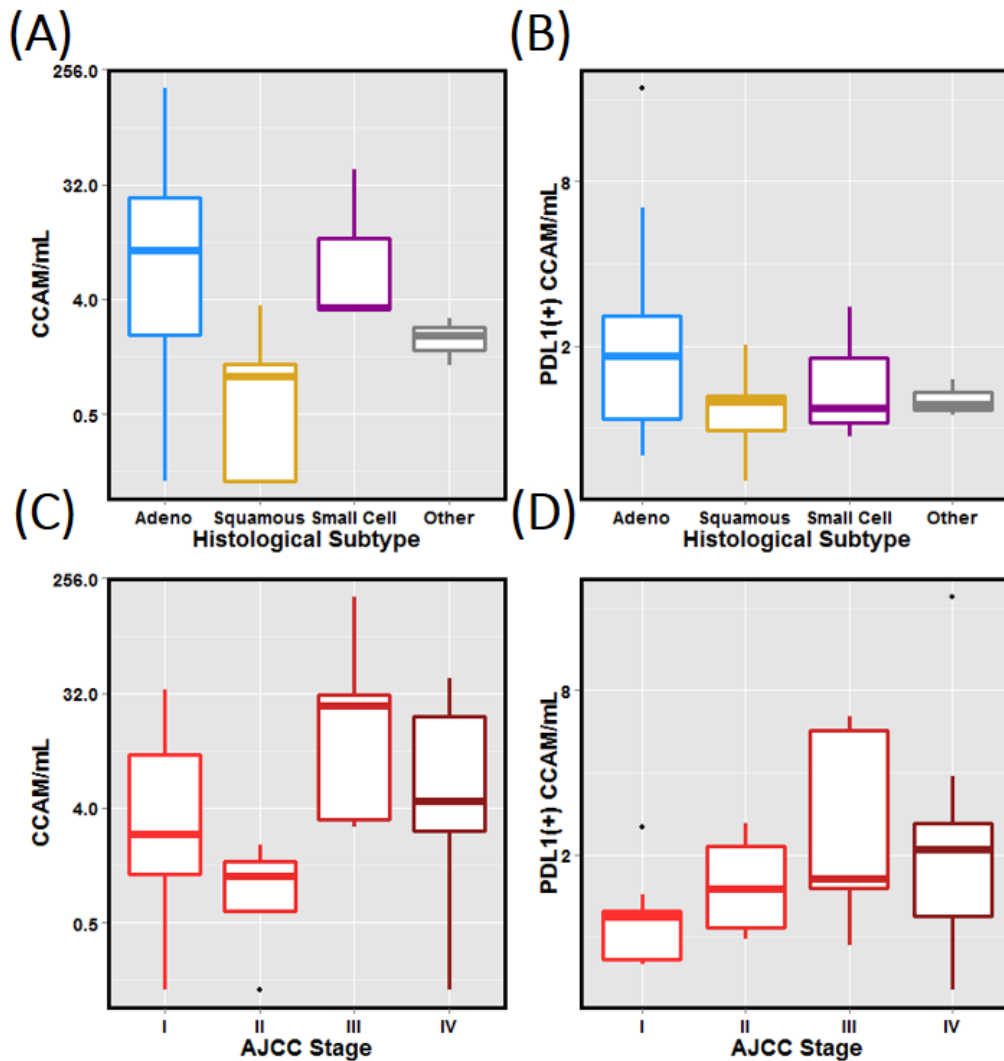 (A)
256.0
32.0
4.0
0.5
CCAM/mL
Adeno Squamous Small Cell Other
Histological Subtype
(B)
8
2
PDL1(+) CCAM/mL
Adeno Squamous Small Cell Other
Histological Subtype
(C)
256.0
32.0
4.0
0.5
CCAM/mL
I II III IV
AJCC Stage
(D)
8
2
PDL1(+) CCAM/mL
I II III IV
AJCC Stage